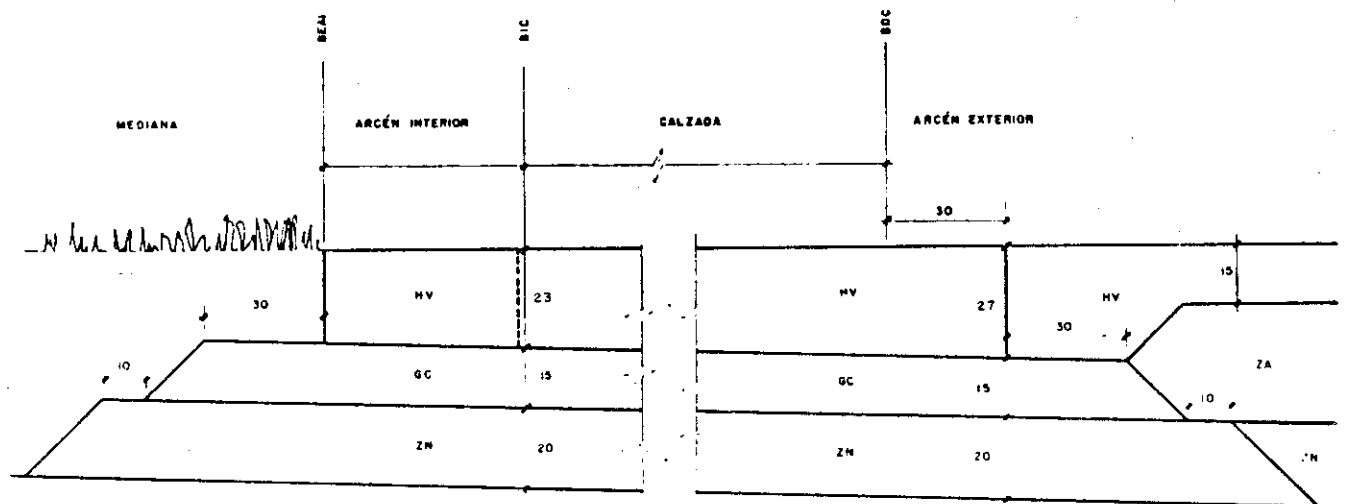 BEAI
BIC
BDC
MEDIANA
ARCÉN INTERIOR
CALZADA
ARCÉN EXTERIOR
30
15
HV
23
HV
27
HV
30
30
10
GC
15
GC
15
ZA
10
ZN
20
ZN
20